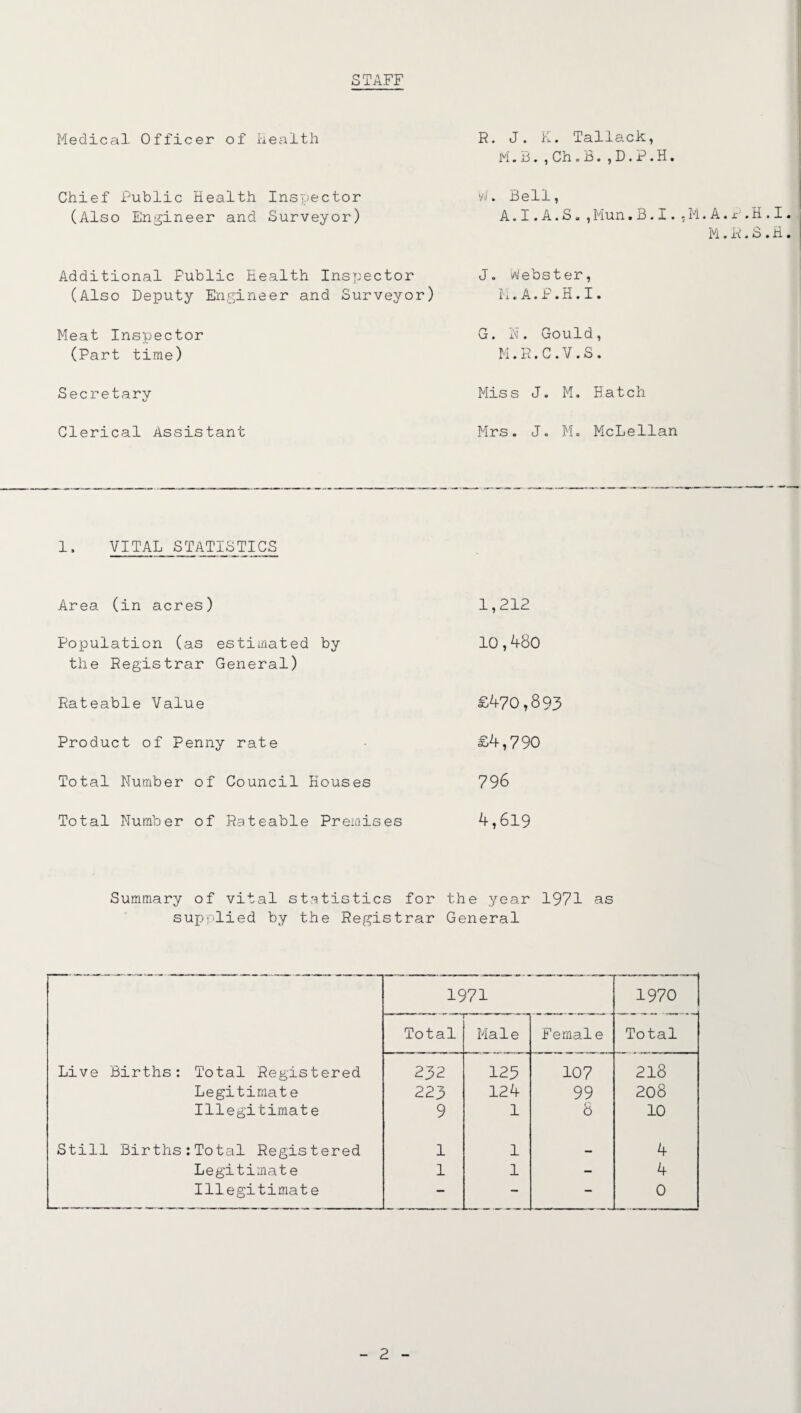 STAFF
Medical Officer of Health R. J. K. Tallack,
M.B.,Ch.B.,D.P.H.
Chief Public Health Inspector W. Bell,
(Also Engineer and Surveyor) A.I.A.S.,Mun.B.I.,M.A.P.H.I.
M.R.S.H.
Additional Public Health Inspector J. Webster,
(Also Deputy Engineer and Surveyor) M.A.P.H.I.
Meat Inspector G. N. Gould,
(Part time) M.R.C.V.S.
Secretary Miss J. M. Hatch
Clerical Assistant Mrs. J. M. McLellan
1. VITAL STATISTICS
Area (in acres) 1,212
Population (as estimated by 10,480
the Registrar General)
Rateable Value £470,893
Product of Penny rate £4,790
Total Number of Council Houses 796
Total Number of Rateable Premises 4,619
Summary of vital statistics for the year 1971 as
supplied by the Registrar General
1971 1970
Total Male Female Total
Live Births: Total Registered 232 125 107 218
Legitimate 223 124 99 208
Illegitimate 9 1 8 10
Still Births:Total Registered 1 1 - 4
Legitimate 1 1 - 4
Illegitimate - - - 0
- 2 -